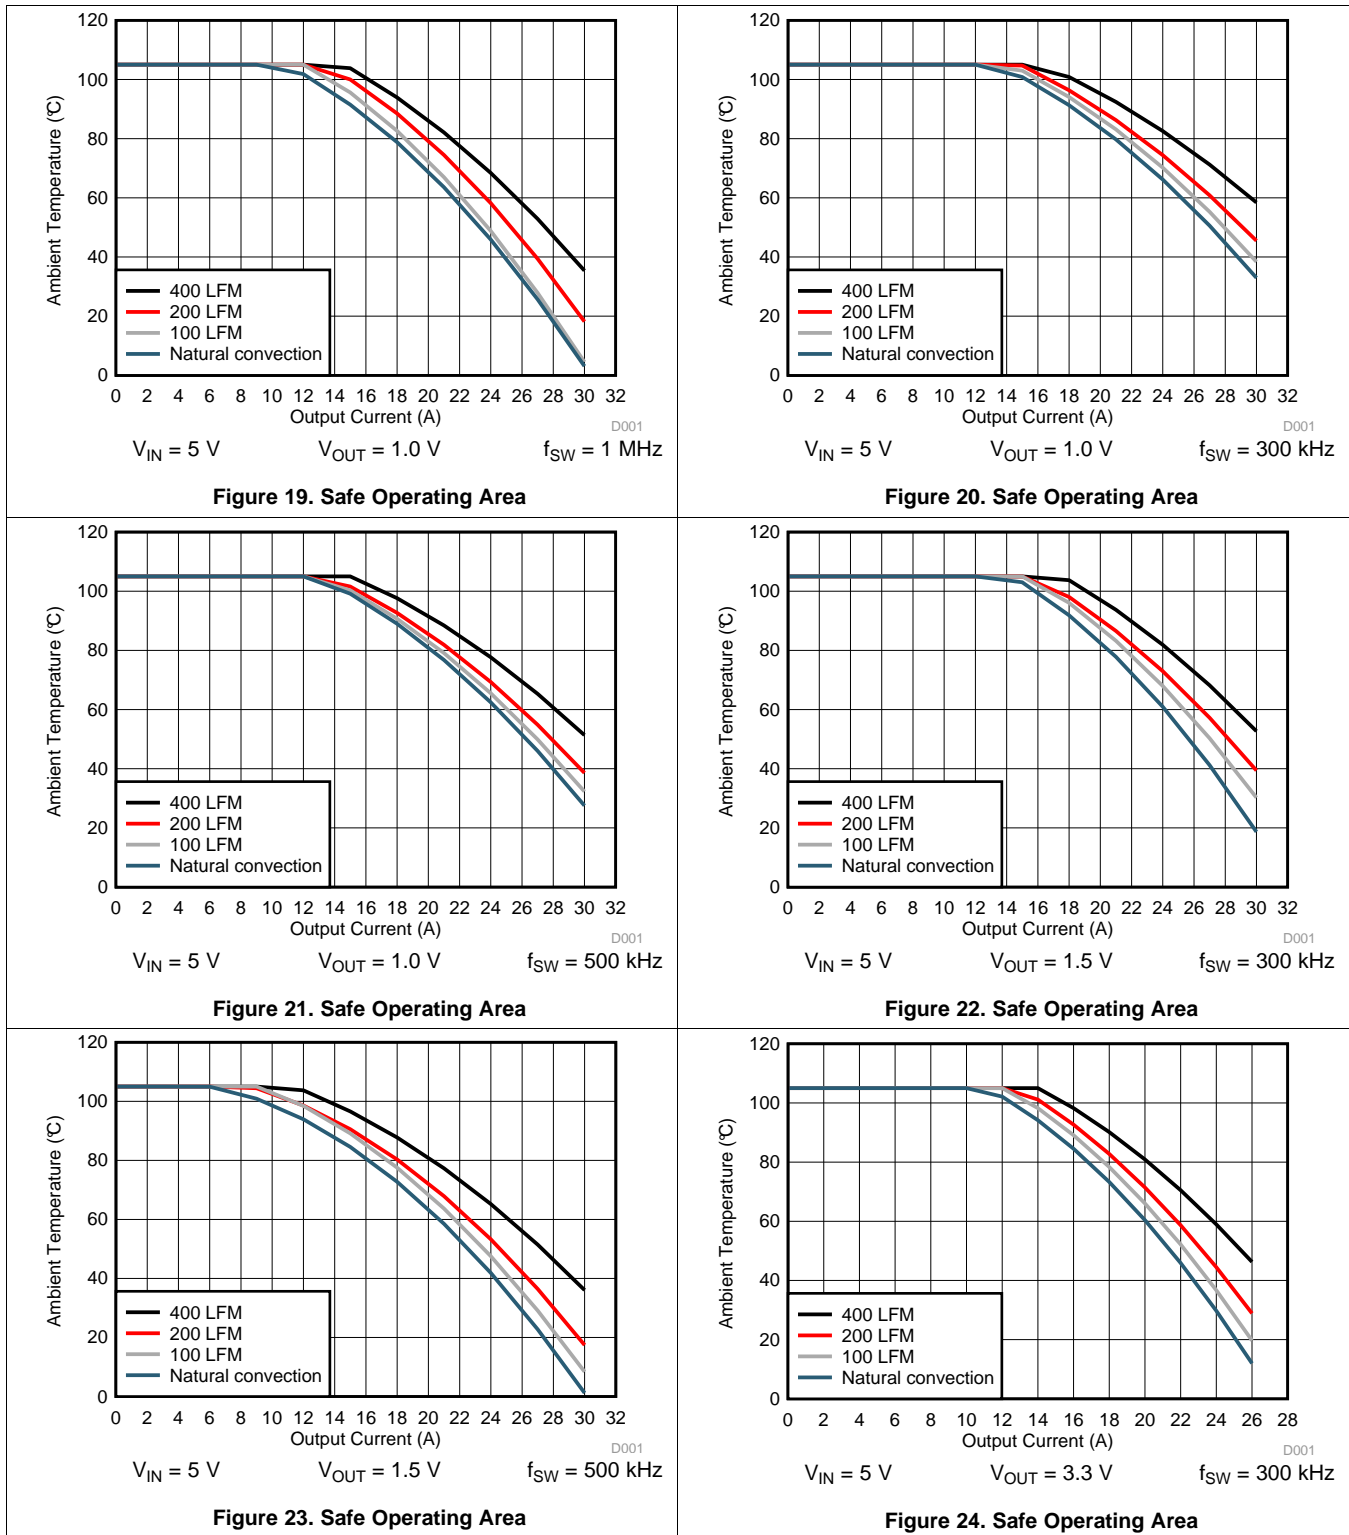 120
100
80
60
40
20
0
Ambient Temperature (°C)
400 LFM
200 LFM
100 LFM
Natural convection
0 2 4 6 8 10 12 14 16 18 20 22 24 26 28 30 32
Output Current (A)
D001
VIN = 5 V VOUT = 1.0 V fSW = 1 MHz
Figure 19. Safe Operating Area
120
100
80
60
40
20
0
Ambient Temperature (°C)
400 LFM
200 LFM
100 LFM
Natural convection
0 2 4 6 8 10 12 14 16 18 20 22 24 26 28 30 32
Output Current (A)
D001
VIN = 5 V VOUT = 1.0 V fSW = 300 kHz
Figure 20. Safe Operating Area
120
100
80
60
40
20
0
Ambient Temperature (°C)
400 LFM
200 LFM
100 LFM
Natural convection
0 2 4 6 8 10 12 14 16 18 20 22 24 26 28 30 32
Output Current (A)
D001
VIN = 5 V VOUT = 1.0 V fSW = 500 kHz
Figure 21. Safe Operating Area
120
100
80
60
40
20
0
Ambient Temperature (°C)
400 LFM
200 LFM
100 LFM
Natural convection
0 2 4 6 8 10 12 14 16 18 20 22 24 26 28 30 32
Output Current (A)
D001
VIN = 5 V VOUT = 1.5 V fSW = 300 kHz
Figure 22. Safe Operating Area
120
100
80
60
40
20
0
Ambient Temperature (°C)
400 LFM
200 LFM
100 LFM
Natural convection
0 2 4 6 8 10 12 14 16 18 20 22 24 26 28 30 32
Output Current (A)
D001
VIN = 5 V VOUT = 1.5 V fSW = 500 kHz
Figure 23. Safe Operating Area
120
100
80
60
40
20
0
Ambient Temperature (°C)
400 LFM
200 LFM
100 LFM
Natural convection
0 2 4 6 8 10 12 14 16 18 20 22 24 26 28
Output Current (A)
D001
VIN = 5 V VOUT = 3.3 V fSW = 300 kHz
Figure 24. Safe Operating Area